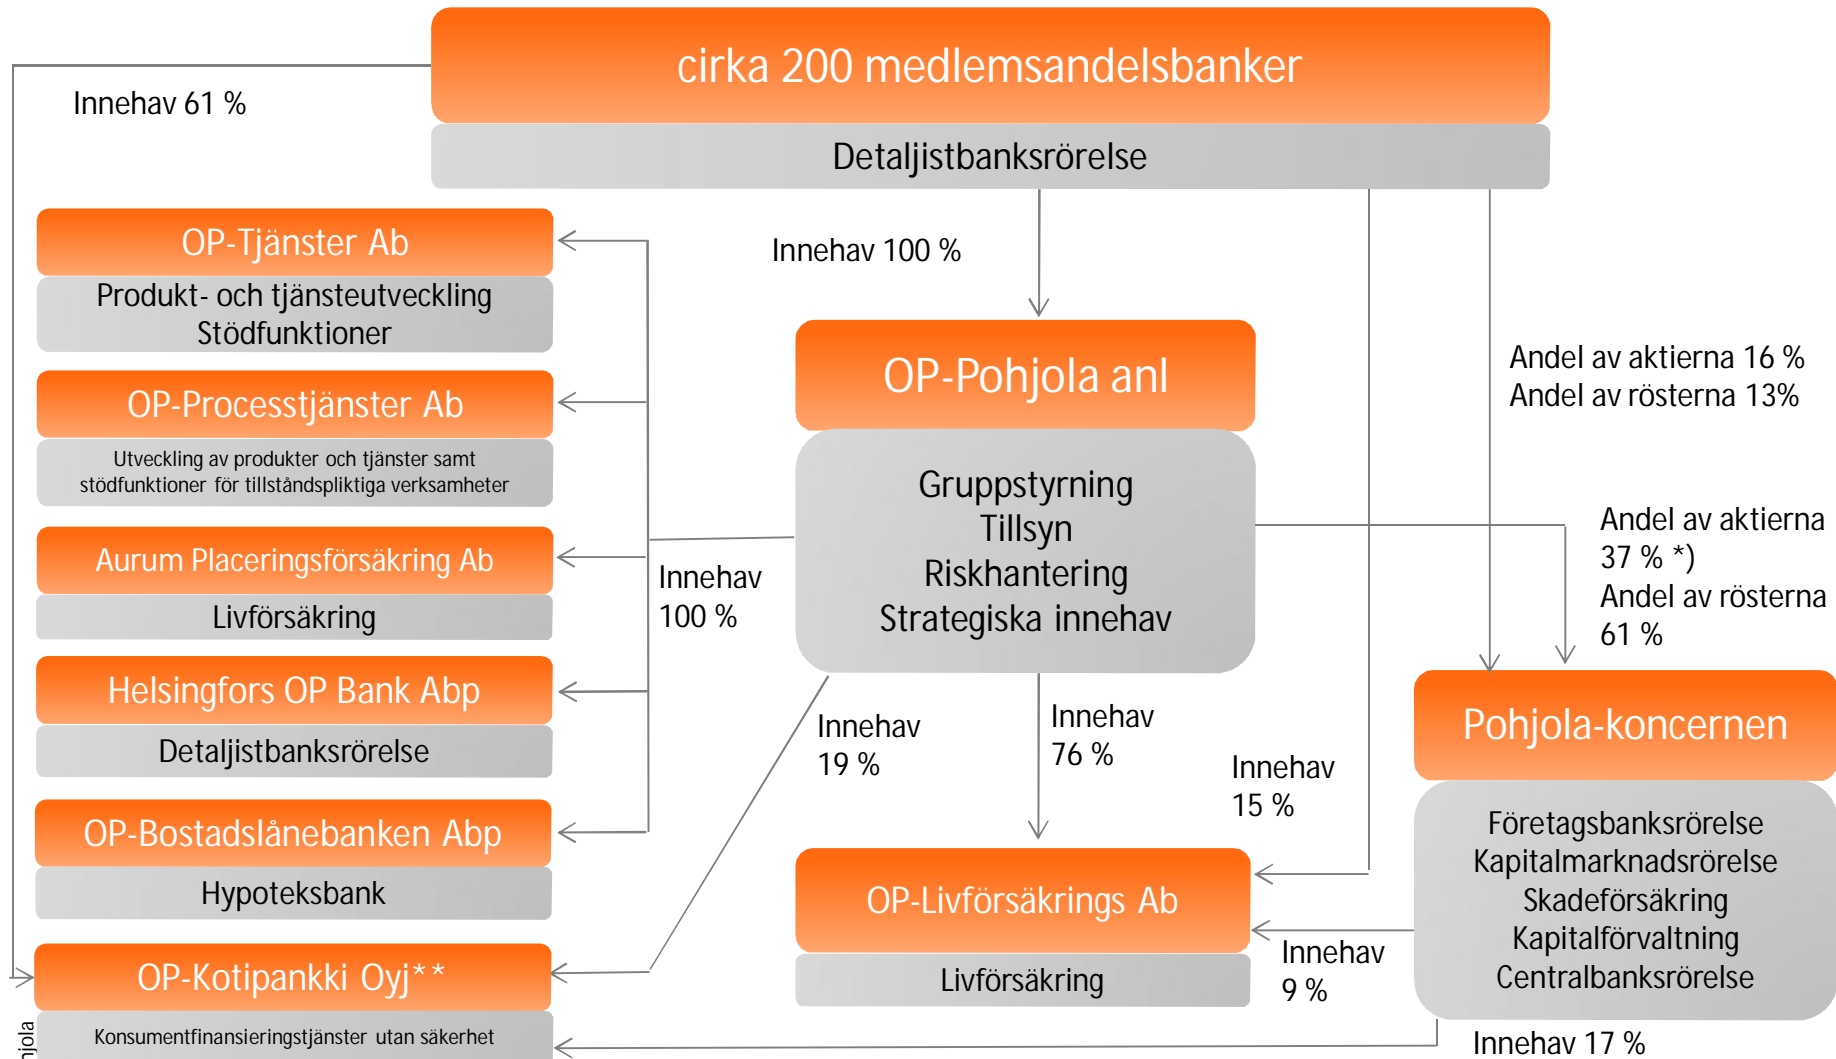 cirka 200 medlemsandelsbanker
Detaljistbanksrörelse
Innehav 61 %
OP-Tjänster Ab
Produkt- och tjänsteutveckling
Stödfunktioner
OP-Processtjänster Ab
Utveckling av produkter och tjänster samt
stödfunktioner för tillståndspliktiga verksamheter
Aurum Placeringsförsäkring Ab
Livförsäkring
Helsingfors OP Bank Abp
Detaljistbanksrörelse
OP-Bostadslånebanken Abp
Hypoteksbank
OP-Kotipankki Oyj**
Konsumentfinansieringstjänster utan säkerhet
Innehav
100 %
Innehav 100 %
OP-Pohjola anl
Gruppstyrning
Tillsyn
Riskhantering
Strategiska innehav
Innehav
19 %
Innehav
76 %
Innehav
15 %
OP-Livförsäkrings Ab
Livförsäkring
Innehav
9 %
Andel av aktierna 16 %
Andel av rösterna 13%
Andel av aktierna
37 % *)
Andel av rösterna
61 %
Pohjola-koncernen
Företagsbanksrörelse
Kapitalmarknadsrörelse
Skadeförsäkring
Kapitalförvaltning
Centralbanksrörelse
Innehav 17 %